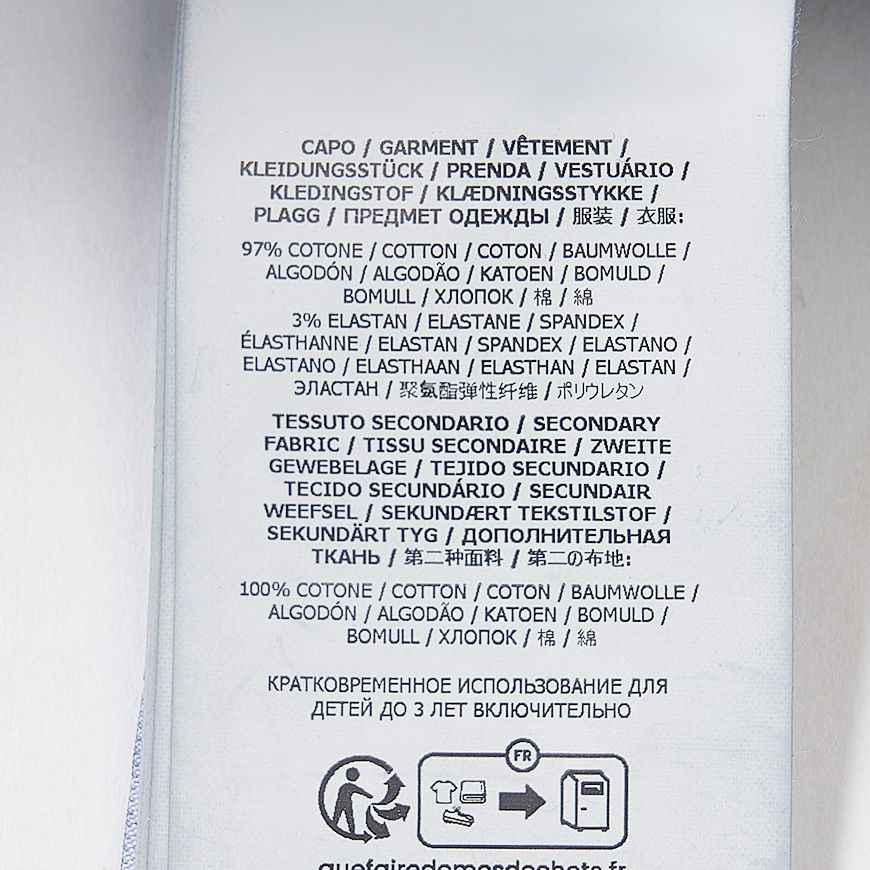 CAPO / GARMENT / VÊTEMENT /
KLEIDUNGSSTÜCK / PRENDA / VESTUÁRIO /
KLEDINGSTOF / KLÆDNINGSSTYKKE /
PLAGG / ПРЕДМЕТ ОДЕЖДЫ / 服装 / 衣服:
97% COTONE / COTTON / COTON / BAUMWOLLE /
ALGODÓN / ALGODÃO / KATOEN / BOMULD /
BOMULL / ХЛОПОК / 棉 / 綿
3% ELASTAN / ELASTANE / SPANDEX /
ÉLASTHANNE / ELASTAN / SPANDEX / ELASTANO /
ELASTANO / ELASTHAAN / ELASTHAN / ELASTAN /
ЭЛАСТАН / 聚氨酯弹性纤维 / ポリウレタン
TESSUTO SECONDARIO / SECONDARY
FABRIC / TISSU SECONDAIRE / ZWEITE
GEWEBELAGE / TEJIDO SECUNDARIO /
TECIDO SECUNDÁRIO / SECUNDAIR
WEEFSEL / SEKUNDÆRT TEKSTILSTOF /
SEKUNDÄRT TYG / ДОПОЛНИТЕЛЬНАЯ
ТКАНЬ / 第二种面料 / 第二の布地:
100% COTONE / COTTON / COTON / BAUMWOLLE /
ALGODÓN / ALGODÃO / KATOEN / BOMULD /
BOMULL / ХЛОПОК / 棉 / 綿
КРАТКОВРЕМЕННОЕ ИСПОЛЬЗОВАНИЕ ДЛЯ
ДЕТЕЙ ДО 3 ЛЕТ ВКЛЮЧИТЕЛЬНО
FR
quefairedemesdechets.fr